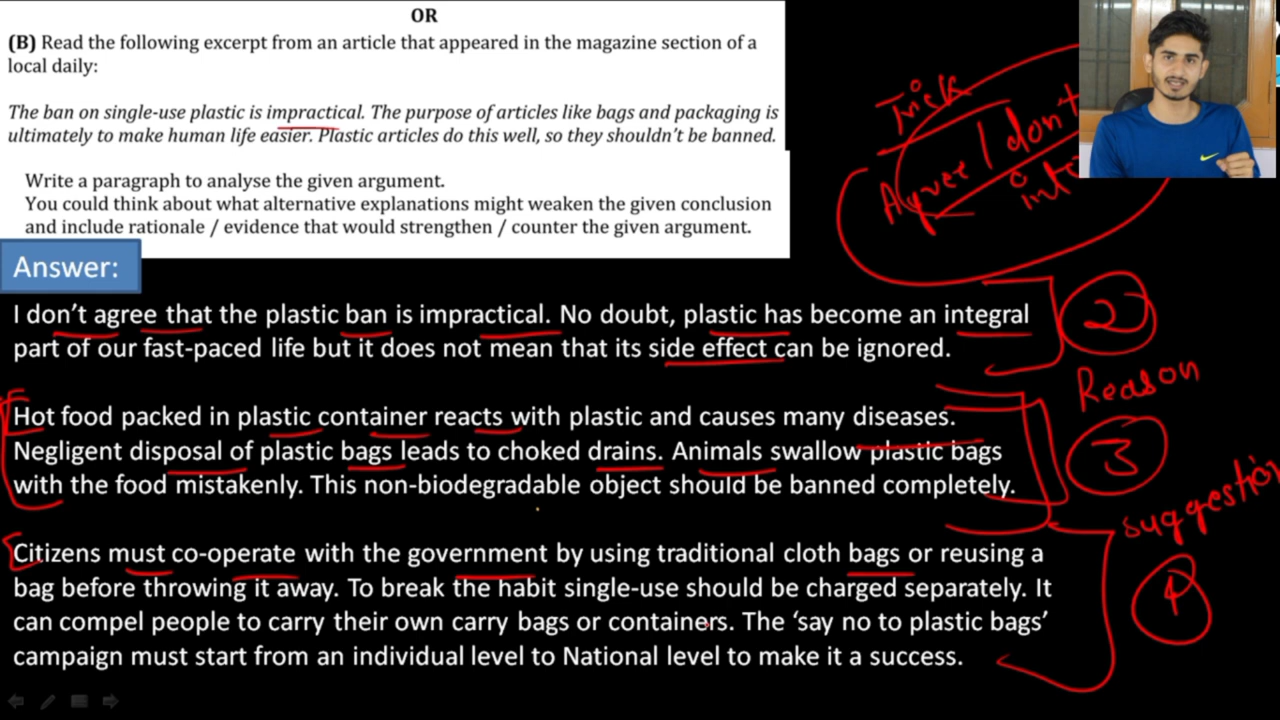 OR
(B) Read the following excerpt from an article that appeared in the magazine section of a
local daily:
The ban on single-use plastic is impractical. The purpose of articles like bags and packaging is
ultimately to make human life easier. Plastic articles do this well, so they shouldn't be banned.
Write a paragraph to analyse the given argument.
You could think about what alternative explanations might weaken the given conclusion
and include rationale / evidence that would strengthen / counter the given argument.
Trick
Agree / don't
Answer:
I don't agree that the plastic ban is impractical. No doubt, plastic has become an integral
part of our fast-paced life but it does not mean that its side effect can be ignored.
2
Reason
Hot food packed in plastic container reacts with plastic and causes many diseases.
Negligent disposal of plastic bags leads to choked drains. Animals swallow plastic bags
with the food mistakenly. This non-biodegradable object should be banned completely.
3
suggestion
Citizens must co-operate with the government by using traditional cloth bags or reusing a
bag before throwing it away. To break the habit single-use should be charged separately. It
can compel people to carry their own carry bags or containers. The 'say no to plastic bags'
campaign must start from an individual level to National level to make it a success.